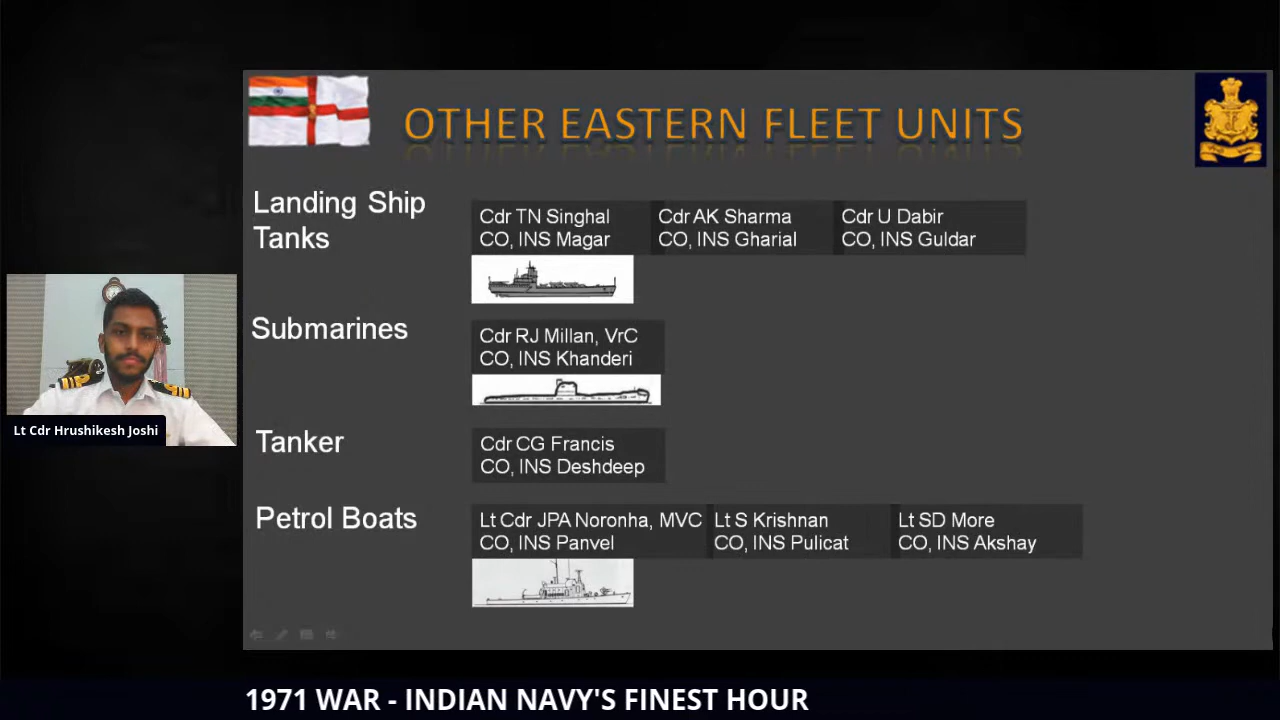 OTHER EASTERN FLEET UNITS
Landing Ship
Tanks
Cdr TN Singhal
CO, INS Magar
Cdr AK Sharma
CO, INS Gharial
Cdr U Dabir
CO, INS Guldar
Submarines
Cdr RJ Millan, VrC
CO, INS Khanderi
Tanker
Cdr CG Francis
CO, INS Deshdeep
Petrol Boats
Lt Cdr JPA Noronha, MVC
CO, INS Panvel
Lt S Krishnan
CO, INS Pulicat
Lt SD More
CO, INS Akshay
Lt Cdr Hrushikesh Joshi
1971 WAR - INDIAN NAVY'S FINEST HOUR